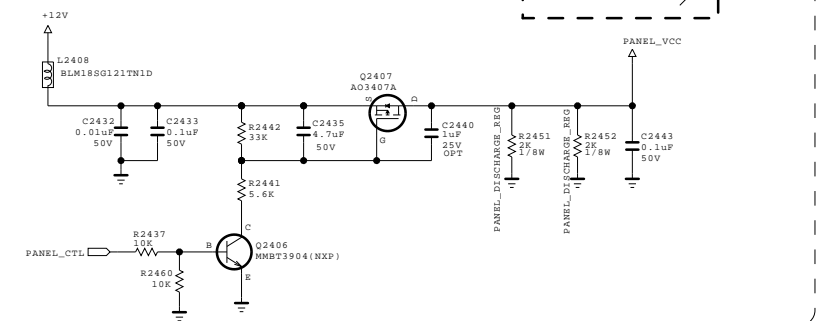 +12V
PANEL_VCC
L2408
BLM18SG121TN1D
Q2407
AO3407A
S
D
G
C2432
0.01uF
50V
C2433
0.1uF
50V
R2442
33K
C2435
4.7uF
50V
C2440
1uF
25V
OPT
PANEL_DISCHARGE_REG
R2451
2K
1/8W
PANEL_DISCHARGE_REG
R2452
2K
1/8W
C2443
0.1uF
50V
R2441
5.6K
C
R2437
10K
B
Q2406
MMBT3904(NXP)
PANEL_CTL
E
R2460
10K